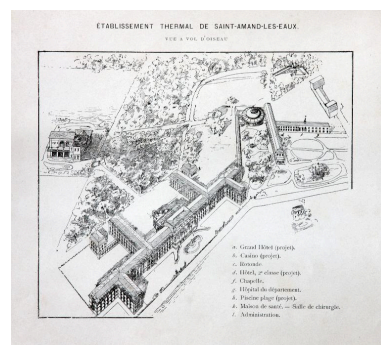 ÉTABLISSEMENT THERMAL DE SAINT-AMAND-LES-EAUX.
VUE A VOL D'OISEAU
a. Grand Hôtel (projet).
b. Casino (projet).
c. Rotonde
d. Hôtel, 2e classe (projet).
f. Chapelle.
g. Hôpital du département.
h. Piscine plage (projet).
k. Maison de santé. — Salle de chirurgie.
l. Administration.